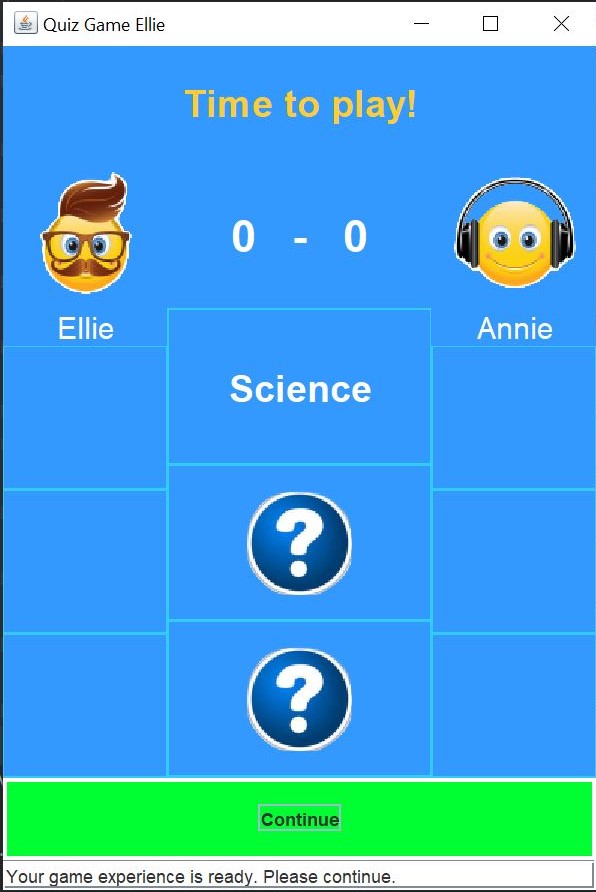 Quiz Game Ellie
Time to play!
0 - 0
Ellie
Annie
Science
?
?
Continue
Your game experience is ready. Please continue.